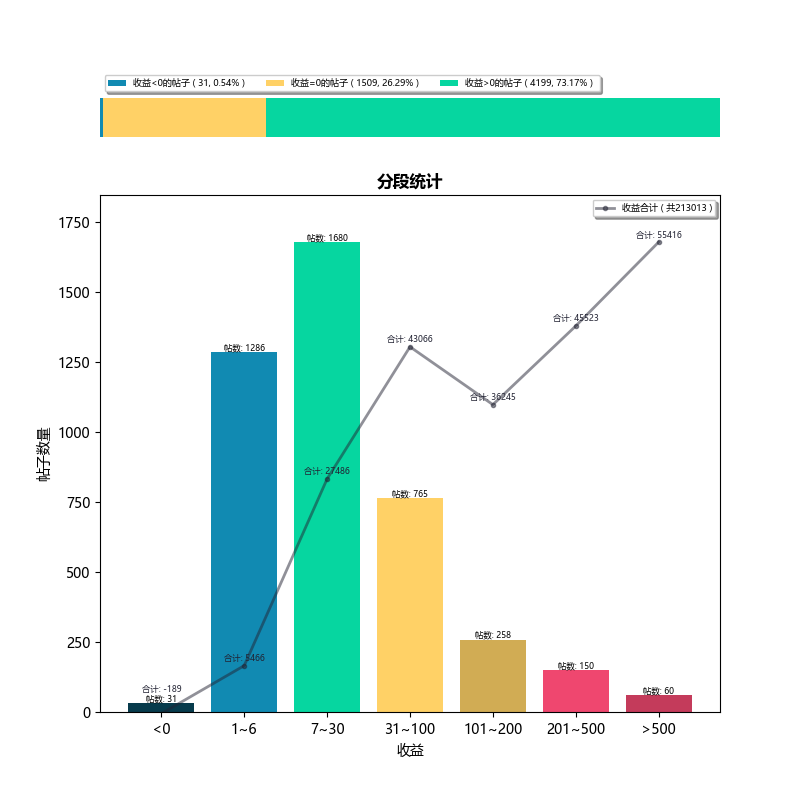 收益<0的帖子 ( 31, 0.54% )
收益=0的帖子 ( 1509, 26.29% )
收益>0的帖子 ( 4199, 73.17% )
分段统计
收益合计 ( 共213013 )
帖子数量
1750
1500
1250
1000
750
500
250
0
合计: -189
帖数: 31
帖数: 1286
合计: 5466
帖数: 1680
合计: 27486
合计: 43066
帖数: 765
合计: 36245
帖数: 258
合计: 45523
帖数: 150
合计: 55416
帖数: 60
<0
1~6
7~30
31~100
101~200
201~500
>500
收益